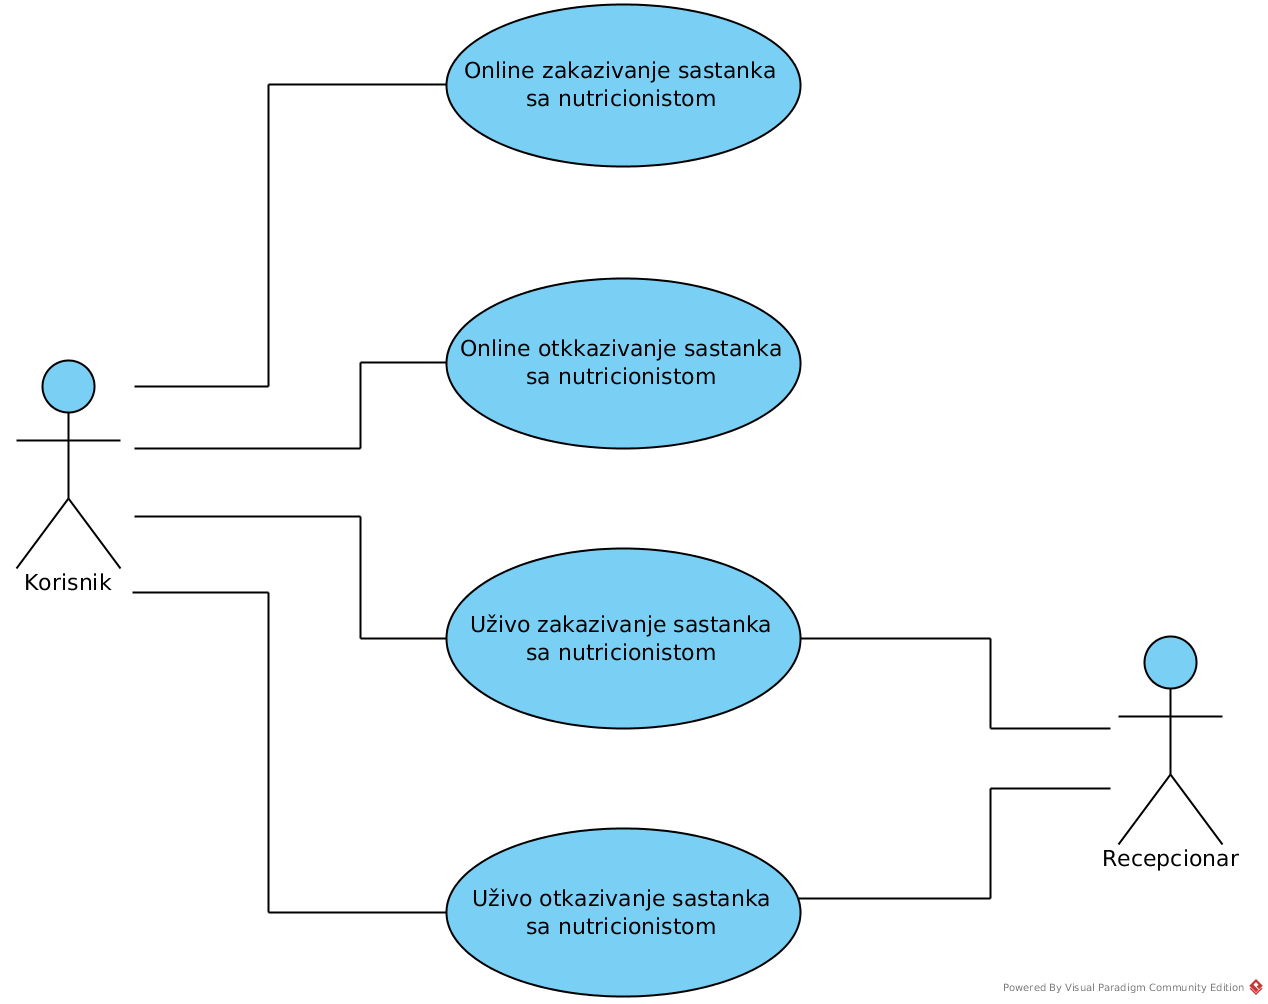 Online zakazivanje sastanka
sa nutricionistom
Online otkkazivanje sastanka
sa nutricionistom
Korisnik
Uživo zakazivanje sastanka
sa nutricionistom
Recepcionar
Uživo otkazivanje sastanka
sa nutricionistom
Powered By Visual Paradigm Community Edition